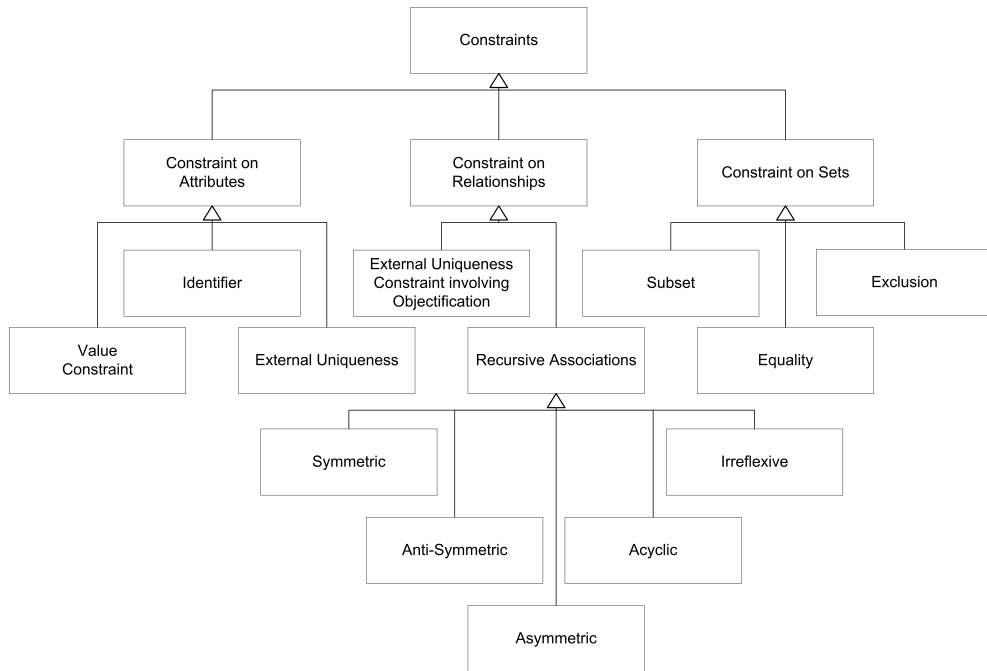 Constraints
Constraint on
Attributes
Constraint on
Relationships
Constraint on Sets
Identifier
External Uniqueness
Constraint involving
Objectification
Subset
Exclusion
Value
Constraint
External Uniqueness
Recursive Associations
Equality
Symmetric
Irreflexive
Anti-Symmetric
Acyclic
Asymmetric